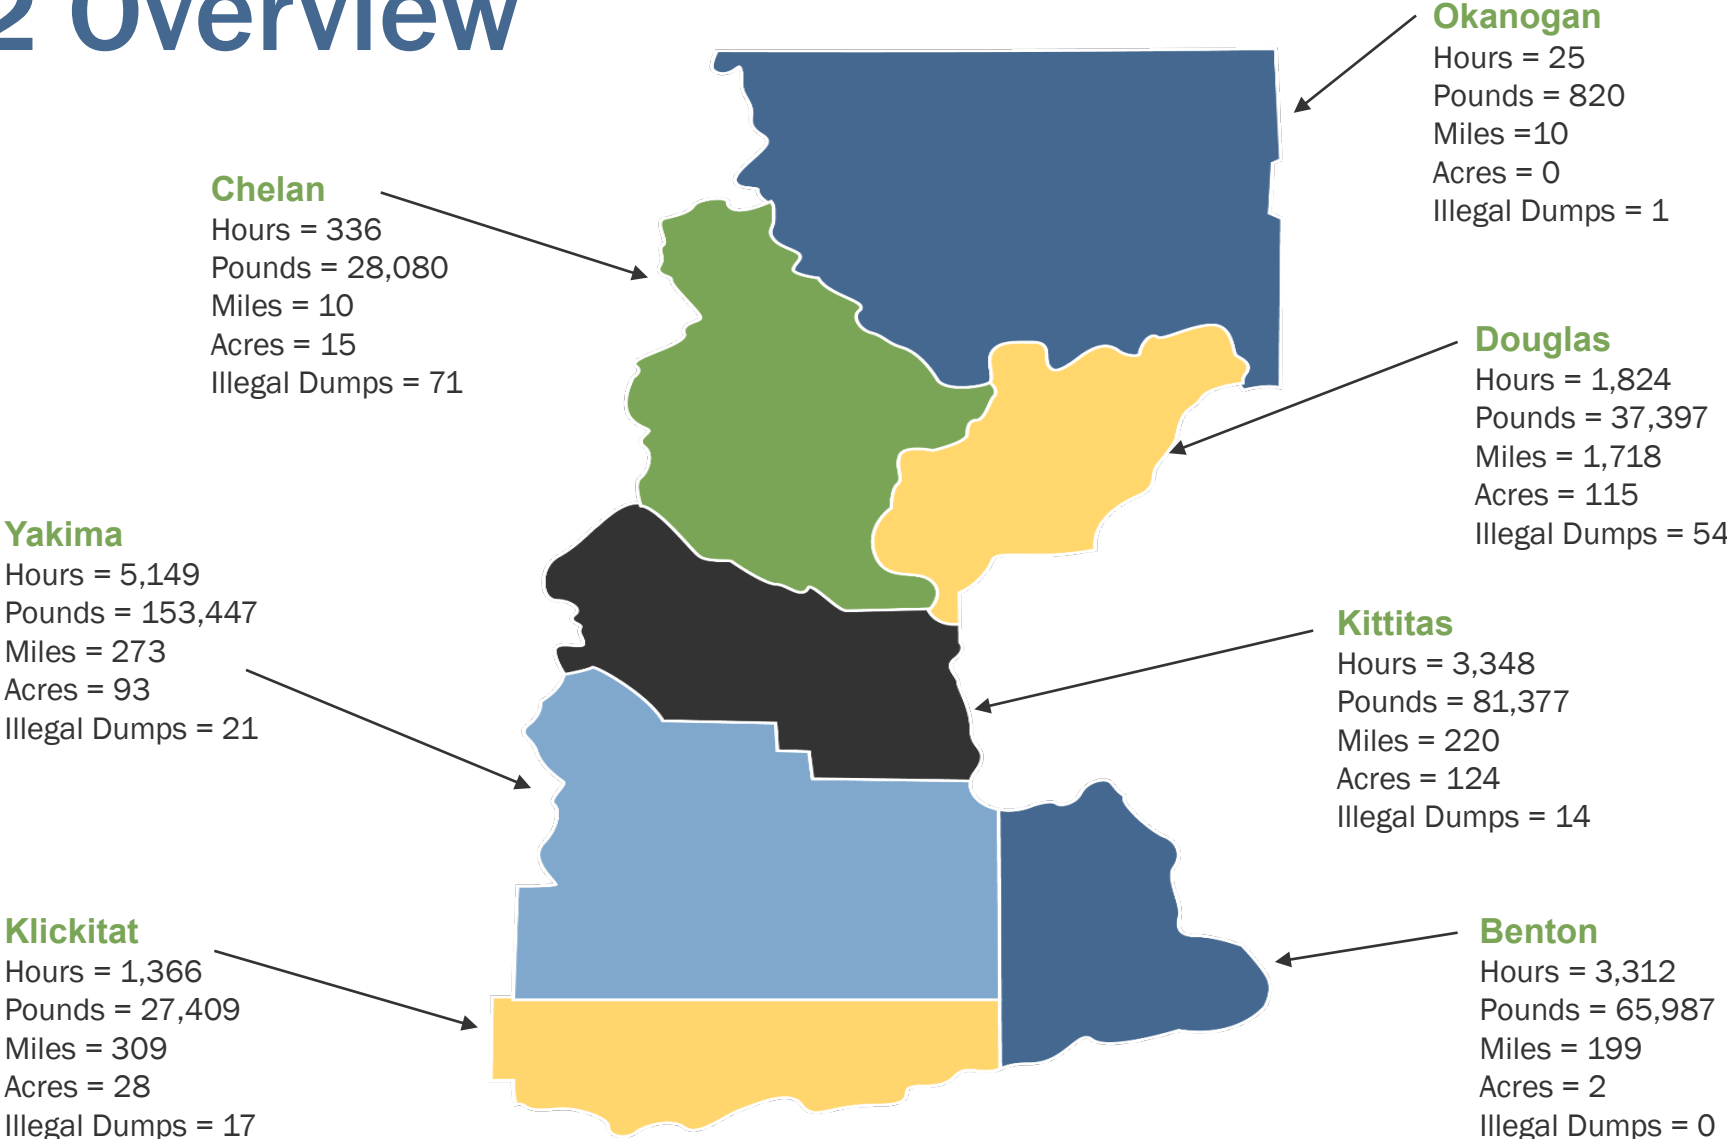 2 Overview
Okanogan
Hours = 25
Pounds = 820
Miles =10
Acres = 0
Illegal Dumps = 1
Chelan
Hours = 336
Pounds = 28,080
Miles = 10
Acres = 15
Illegal Dumps = 71
Douglas
Hours = 1,824
Pounds = 37,397
Miles = 1,718
Acres = 115
Illegal Dumps = 54
Yakima
Hours = 5,149
Pounds = 153,447
Miles = 273
Acres = 93
Illegal Dumps = 21
Kittitas
Hours = 3,348
Pounds = 81,377
Miles = 220
Acres = 124
Illegal Dumps = 14
Klickitat
Hours = 1,366
Pounds = 27,409
Miles = 309
Acres = 28
Illegal Dumps = 17
Benton
Hours = 3,312
Pounds = 65,987
Miles = 199
Acres = 2
Illegal Dumps = 0